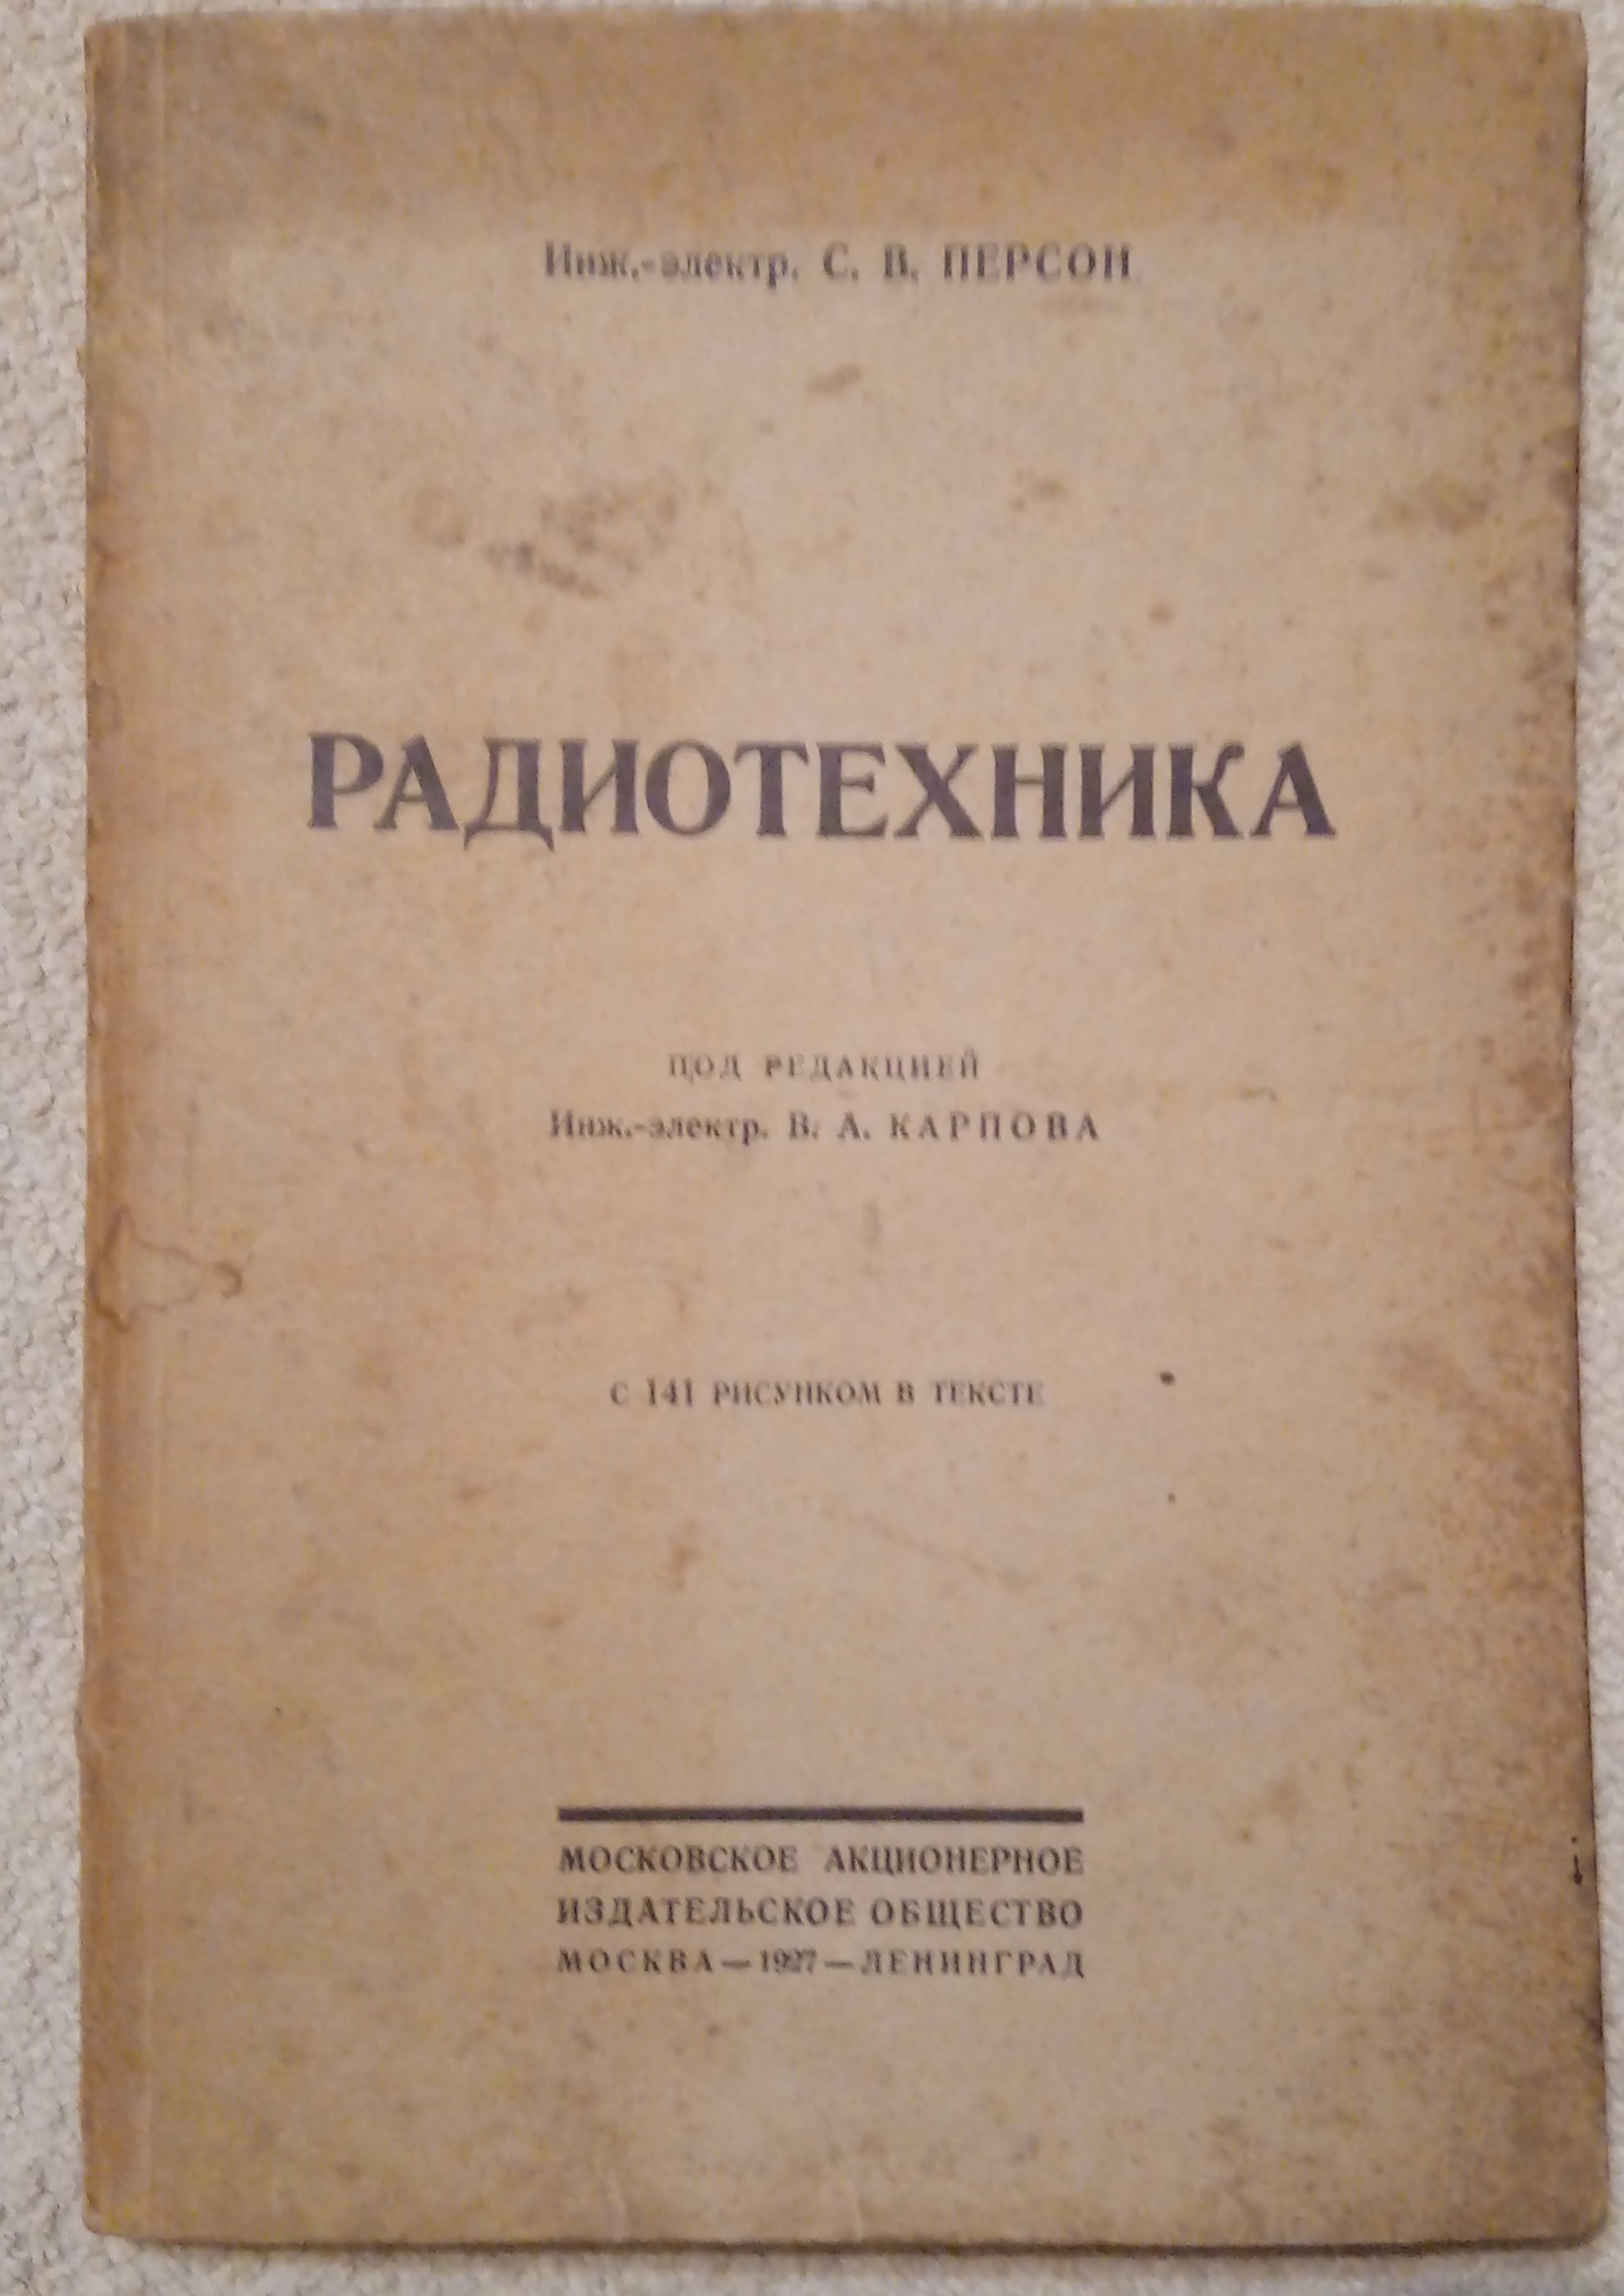 Инж.-электр. С. В. ПЕРСОН
РАДИОТЕХНИКА
ПОД РЕДАКЦИЕЙ
Инж.-электр. В. А. КАРПОВА
С 141 РИСУНКОМ В ТЕКСТЕ
МОСКОВСКОЕ АКЦИОНЕРНОЕ
ИЗДАТЕЛЬСКОЕ ОБЩЕСТВО
МОСКВА — 1927 — ЛЕНИНГРАД